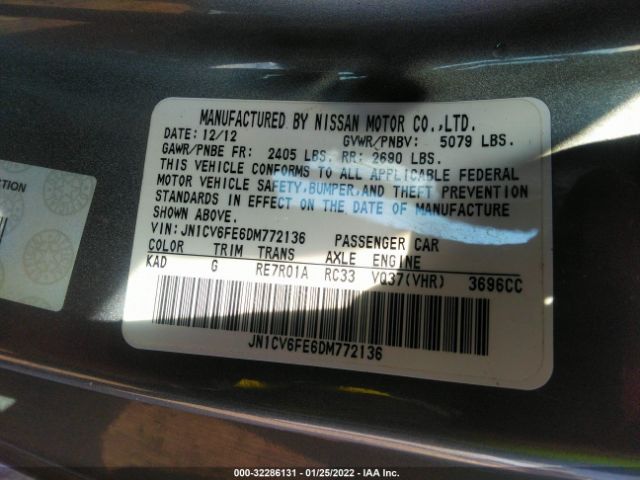 MANUFACTURED BY NISSAN MOTOR CO.,LTD.
DATE: 12/12 GVWR/PNBV: 5079 LBS.
GAWR/PNBE FR: 2405 LBS. RR: 2690 LBS.
THIS VEHICLE CONFORMS TO ALL APPLICABLE FEDERAL
MOTOR VEHICLE SAFETY,BUMPER,AND THEFT PREVENTION
STANDARDS IN EFFECT ON THE DATE OF MANUFACTURE
SHOWN ABOVE.
VIN: JN1CV6FE6DM772136 PASSENGER CAR
COLOR TRIM TRANS AXLE ENGINE
KAD G RE7R01A RC33 VQ37(VHR) 3696CC
JN1CV6FE6DM772136
000-32286131 - 01/25/2022 - IAA Inc.